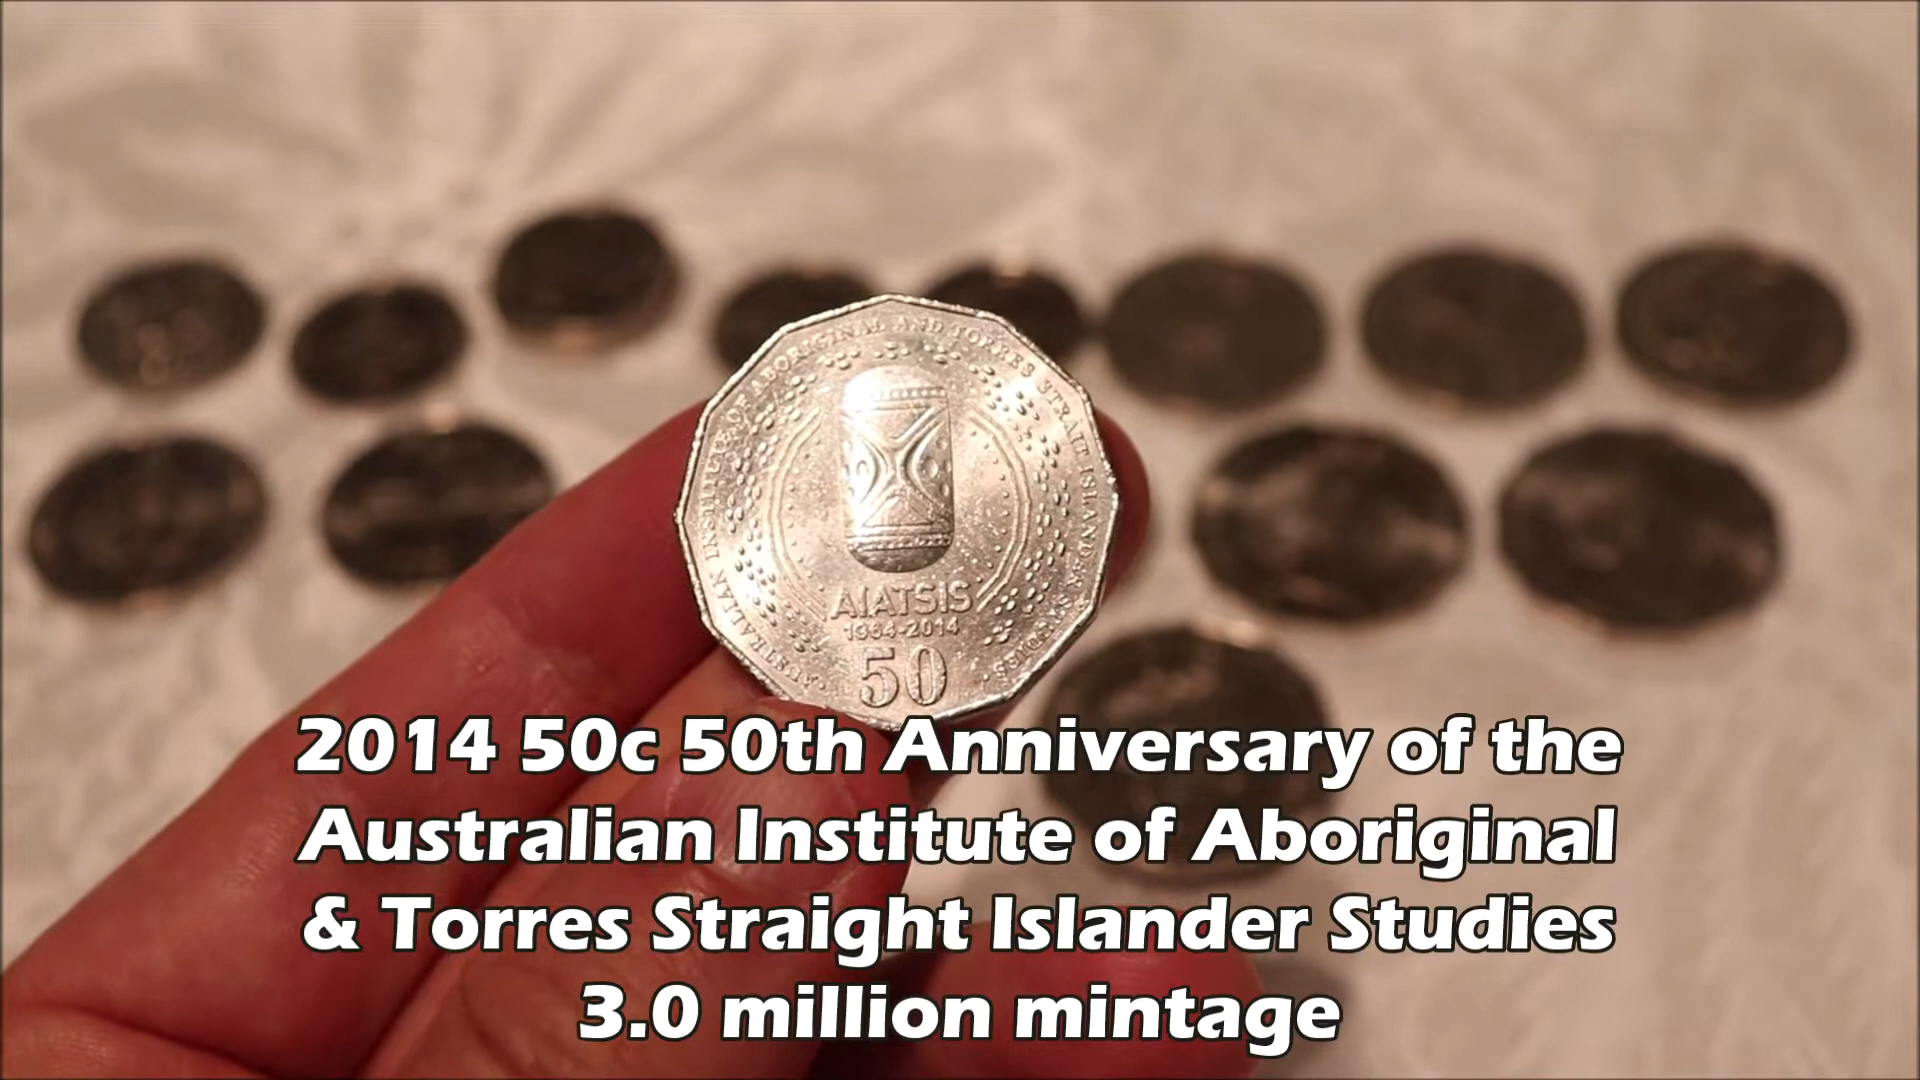 AUSTRALIAN INSTITUTE OF ABORIGINAL AND TORRES STRAIT ISLANDER STUDIES
AIATSIS
1964-2014
50
2014 50c 50th Anniversary of the
Australian Institute of Aboriginal
& Torres Straight Islander Studies
3.0 million mintage